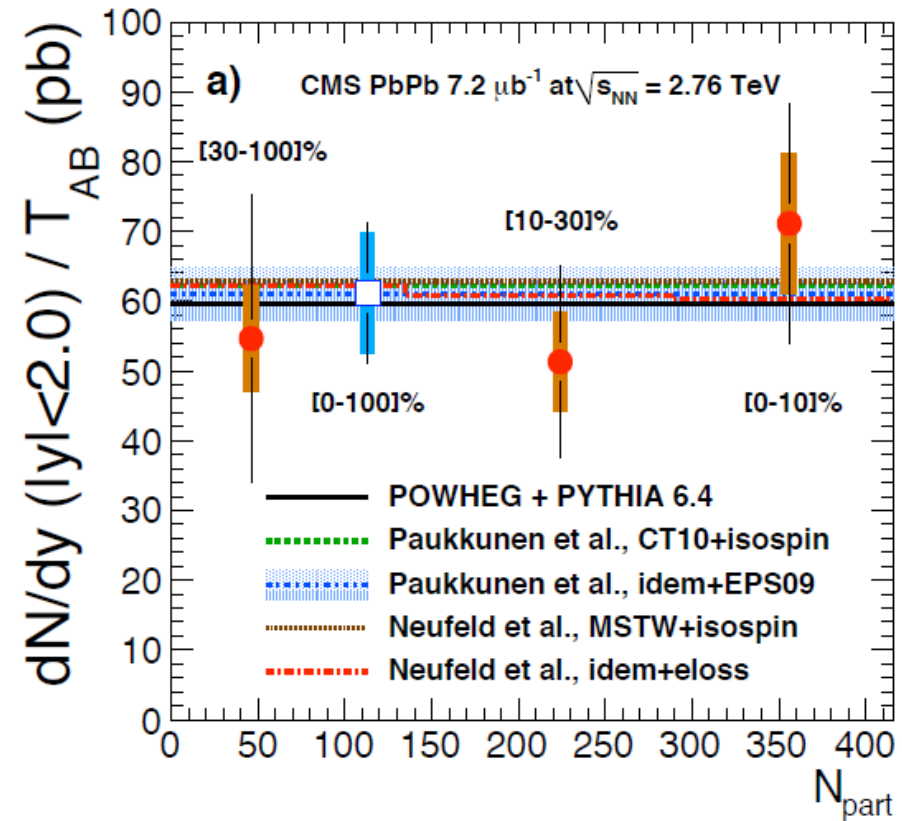 dN/dy (|y|<2.0) / T_AB (pb)
100
90
80
70
60
50
40
30
20
10
0
a) CMS PbPb 7.2 μb⁻¹ at √s_NN = 2.76 TeV
[30-100]%
[10-30]%
[0-100]%
[0-10]%
POWHEG + PYTHIA 6.4
Paukkunen et al., CT10+isospin
Paukkunen et al., idem+EPS09
Neufeld et al., MSTW+isospin
Neufeld et al., idem+eloss
0 50 100 150 200 250 300 350 400
N_part